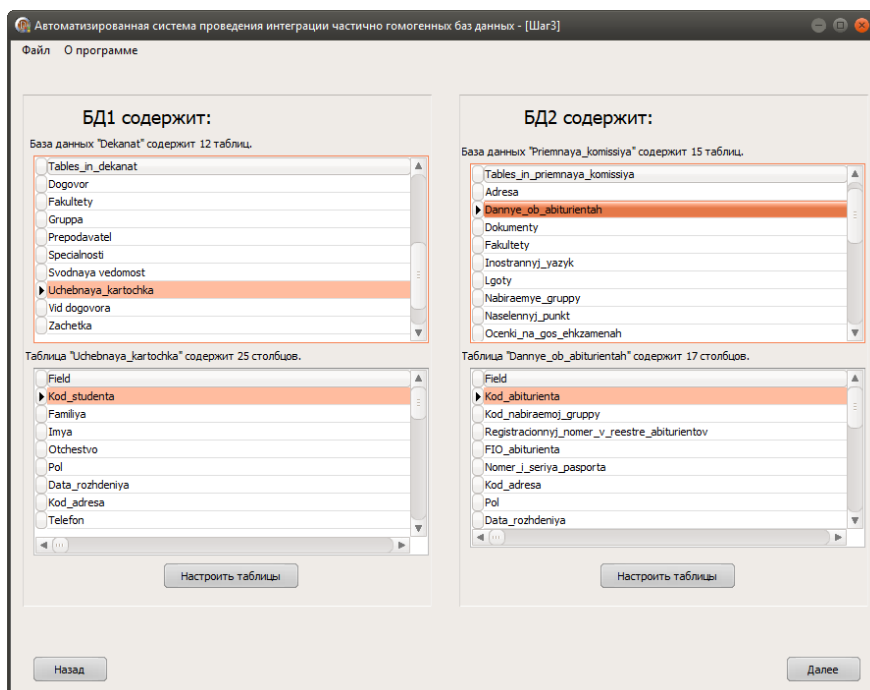 Автоматизированная система проведения интеграции частично гомогенных баз данных - [Шаг3]
Файл О программе
БД1 содержит:
База данных "Dekanat" содержит 12 таблиц.
Tables_in_dekanat
Dogovor
Fakultety
Gruppa
Prepodavatel
Specialnosti
Svodnaya vedomost
Uchebnaya_kartochka
Vid dogovora
Zachetka
Таблица "Uchebnaya_kartochka" содержит 25 столбцов.
Field
Kod_studenta
Familiya
Imya
Otchestvo
Pol
Data_rozhdeniya
Kod_adresa
Telefon
Настроить таблицы
БД2 содержит:
База данных "Priemnaya_komissiya" содержит 15 таблиц.
Tables_in_priemnaya_komissiya
Adresa
Dannye_ob_abiturientah
Dokumenty
Fakultety
Inostrannyj_yazyk
Lgoty
Nabiraemye_gruppy
Naselennyj_punkt
Ocenki_na_gos_ehkzamenah
Таблица "Dannye_ob_abiturientah" содержит 17 столбцов.
Field
Kod_abiturienta
Kod_nabiraemoj_gruppy
Registracionnyj_nomer_v_reestre_abiturientov
FIO_abiturienta
Nomer_i_seriya_pasporta
Kod_adresa
Pol
Data_rozhdeniya
Настроить таблицы
Назад
Далее